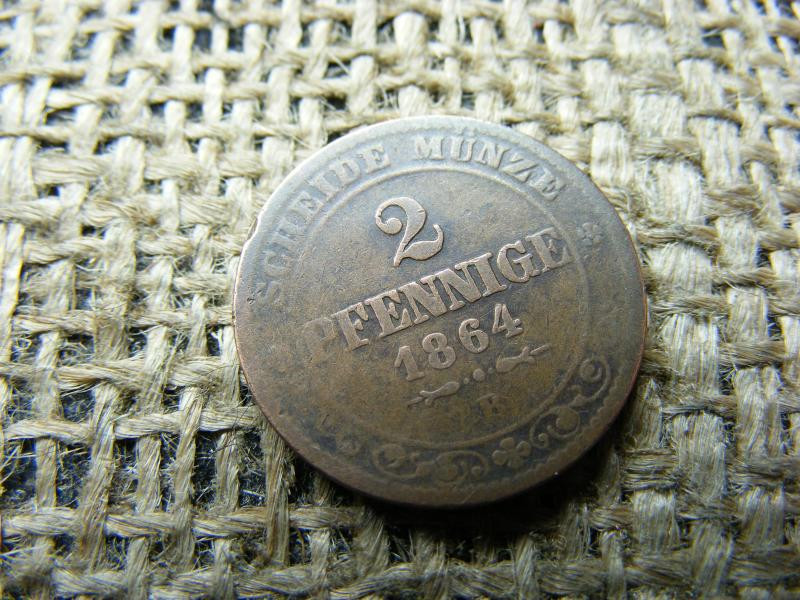 SCHEIDE MÜNZE
2
PFENNIGE
1864
B